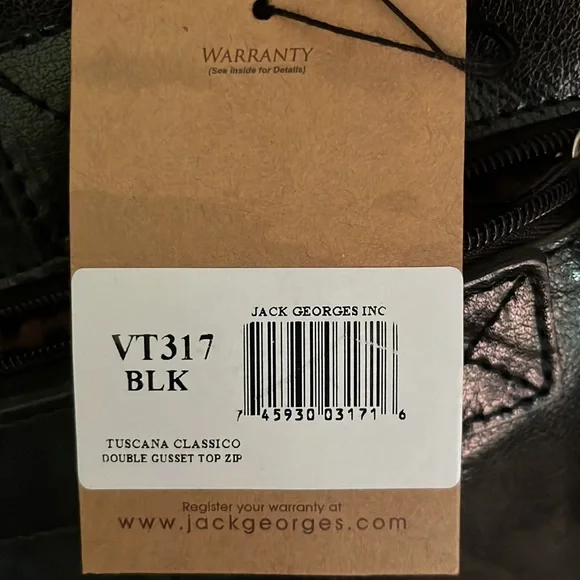 WARRANTY
(See inside for Details)
JACK GEORGES INC
VT317
BLK
7 45930 03171 6
TUSCANA CLASSICO
DOUBLE GUSSET TOP ZIP
Register your warranty at
www.jackgeorges.com